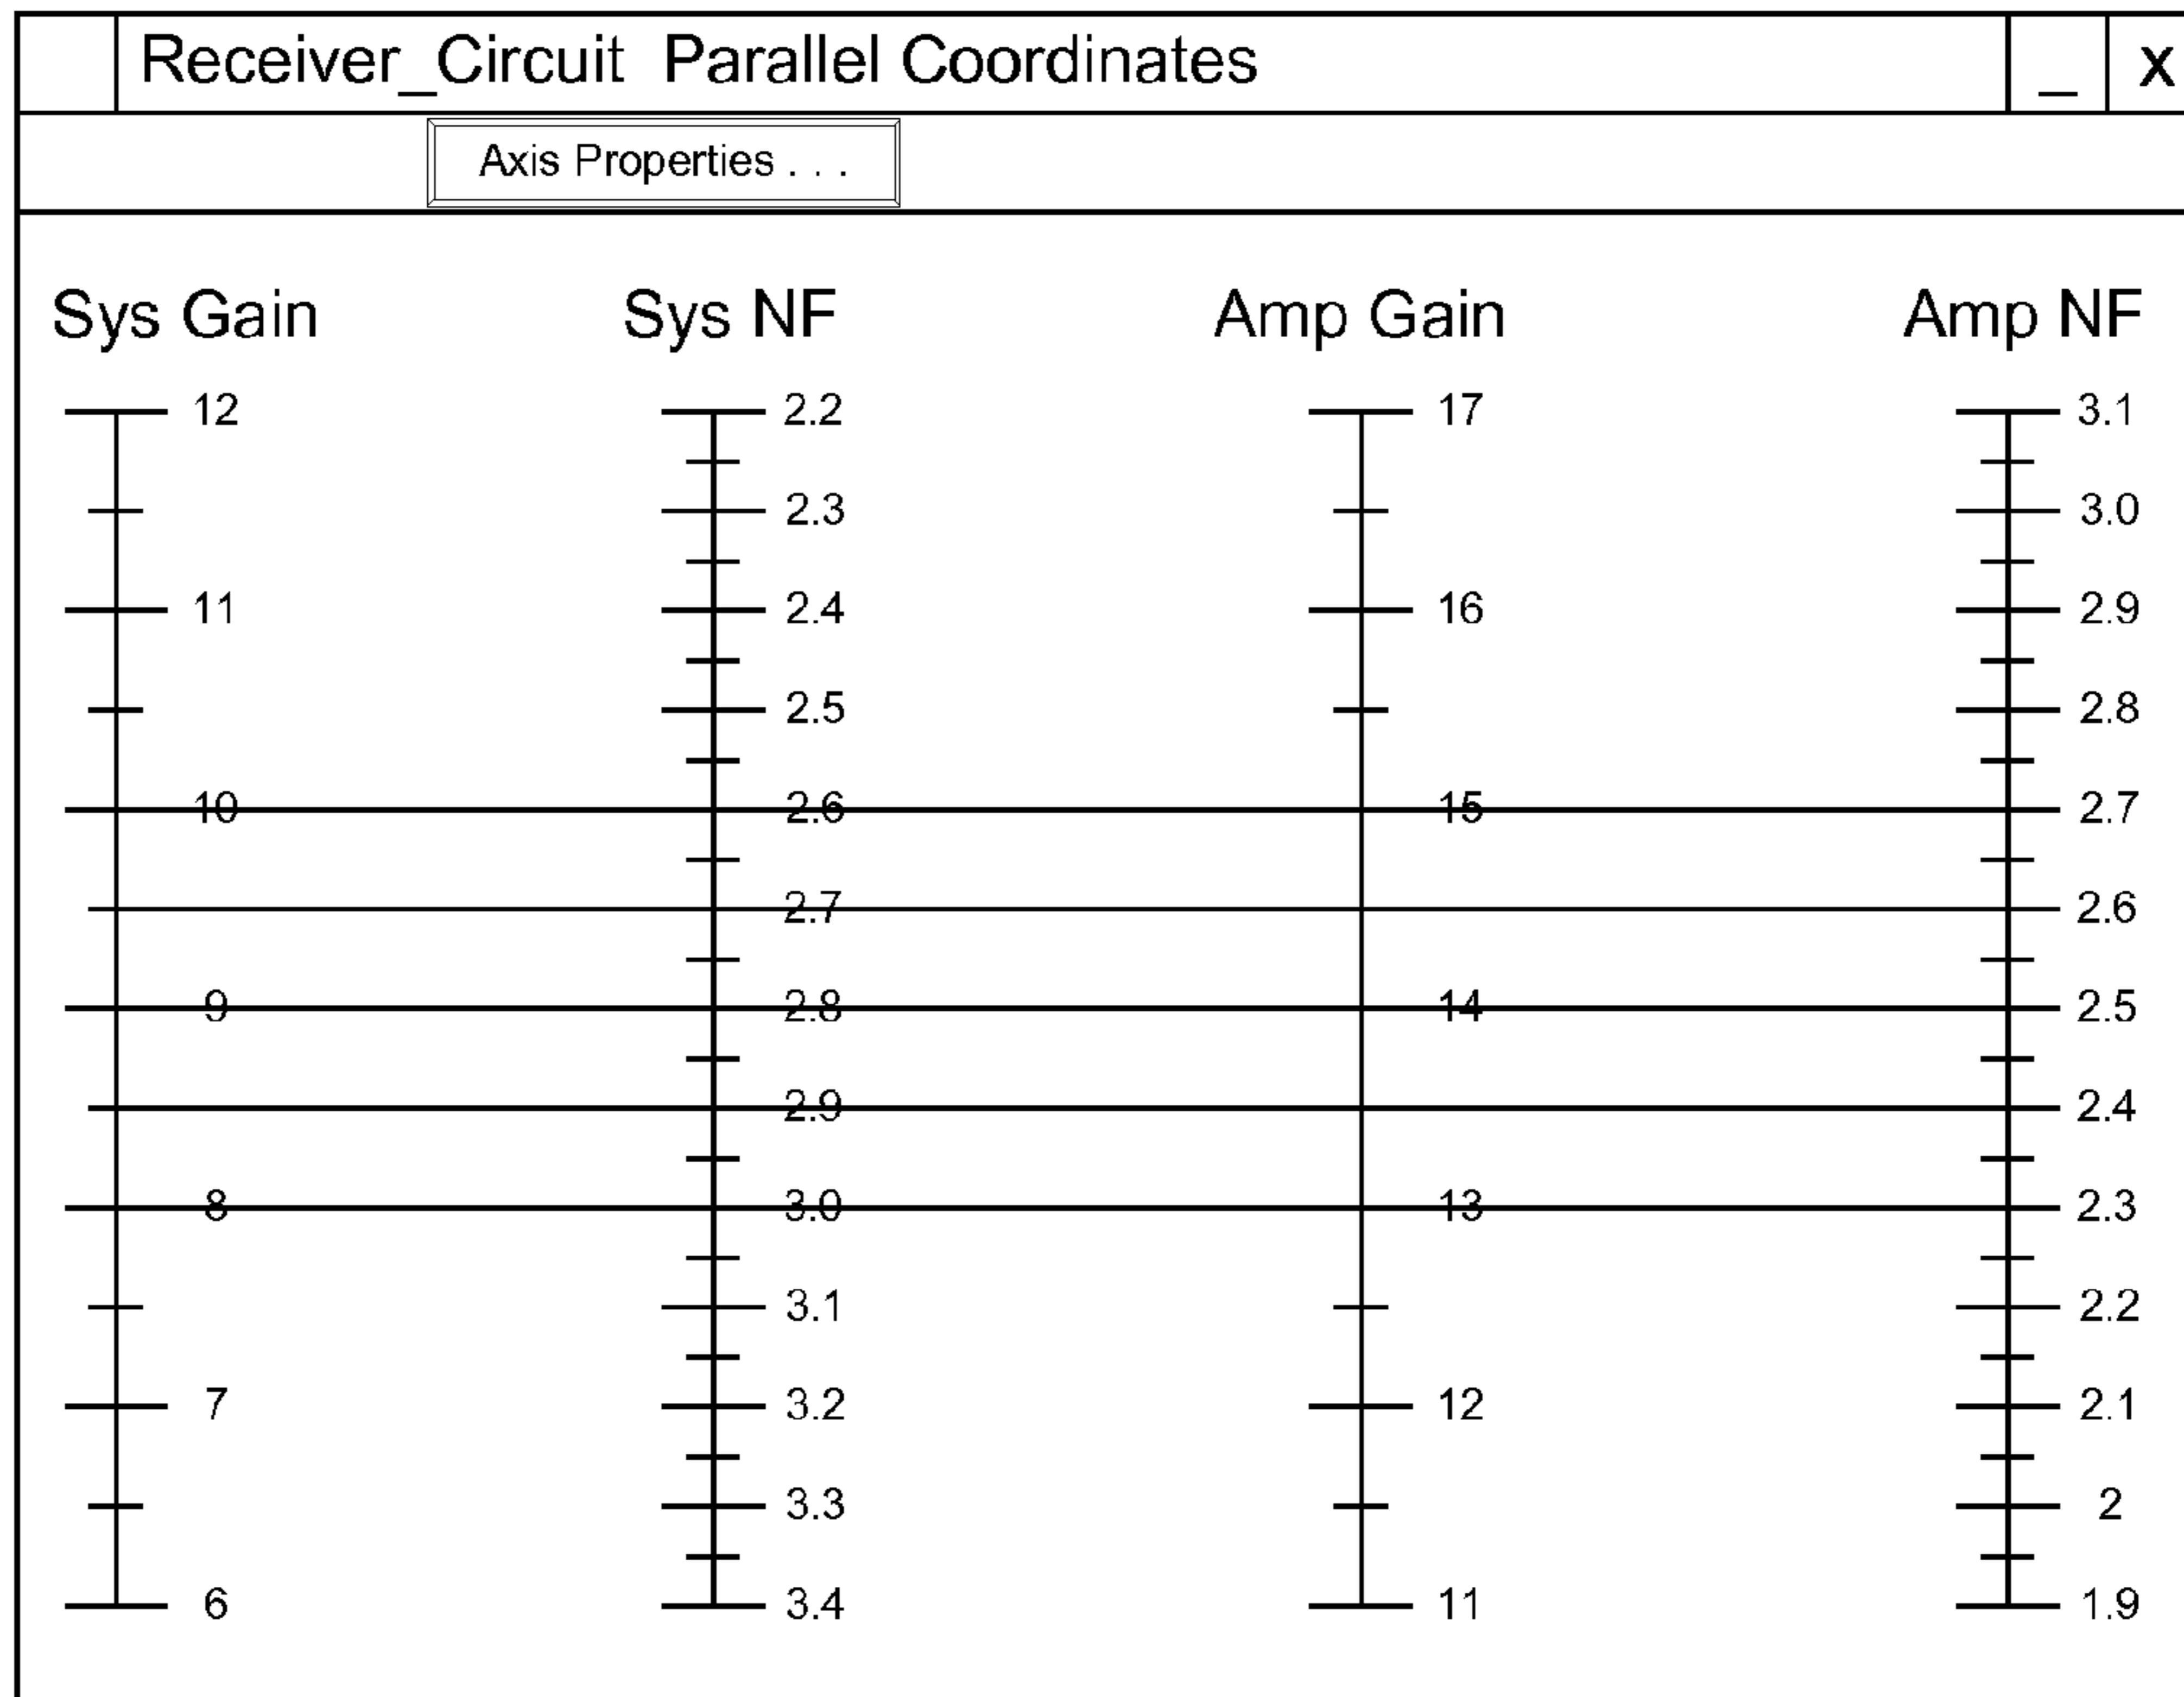 Receiver_Circuit Parallel Coordinates _ x
Axis Properties . . .
Sys Gain Sys NF Amp Gain Amp NF
12 2.2 17 3.1
2.3 3.0
11 2.4 16 2.9
2.5 2.8
10 2.6 15 2.7
2.7 2.6
9 2.8 14 2.5
2.9 2.4
8 3.0 13 2.3
3.1 2.2
7 3.2 12 2.1
3.3 2
6 3.4 11 1.9